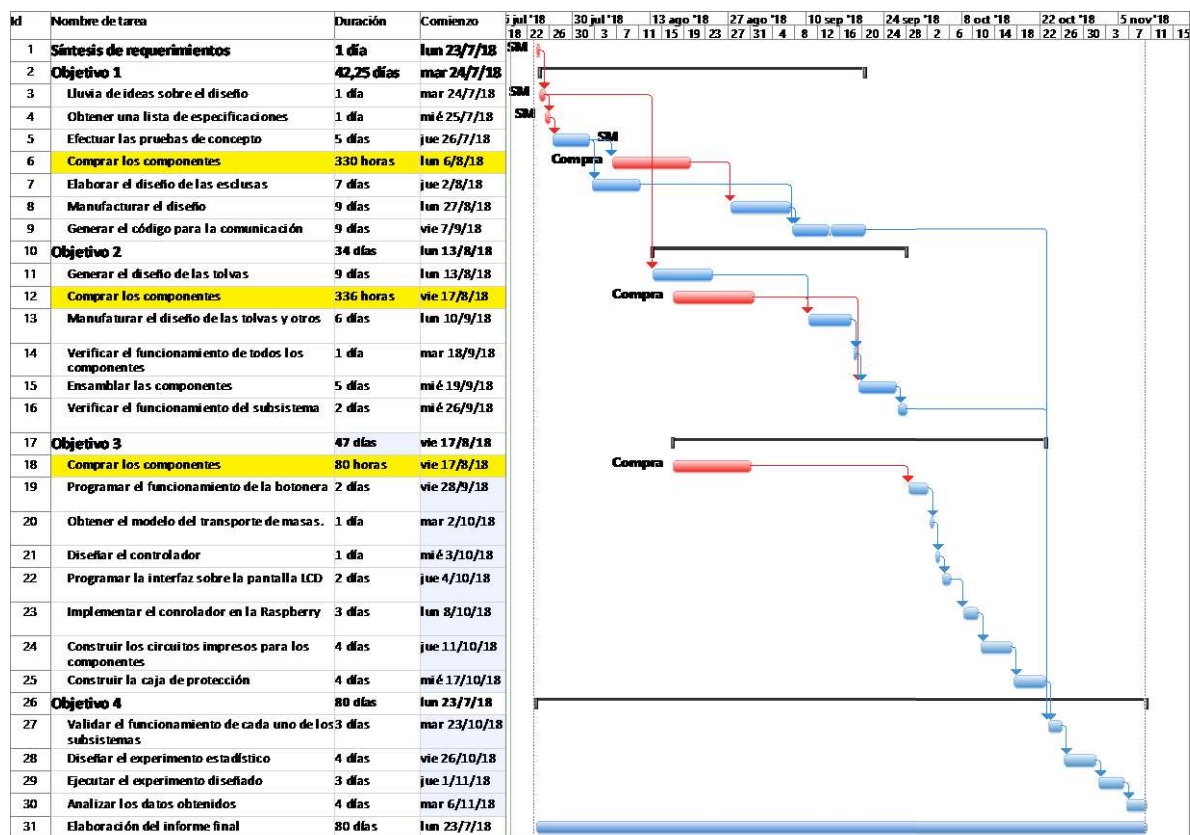 Id Nombre de tarea Duración Comienzo jul '18 30 jul '18 13 ago '18 27 ago '18 10 sep '18 24 sep '18 8 oct '18 22 oct '18 5 nov '18
18 22 26 30 3 7 11 15 19 23 27 31 4 8 12 16 20 24 28 2 6 10 14 18 22 26 30 3 7 11 15
1 Síntesis de requerimientos 1 día lun 23/7/18 SM
2 Objetivo 1 42,25 días mar 24/7/18
3 Lluvia de ideas sobre el diseño 1 día mar 24/7/18 SM
4 Obtener una lista de especificaciones 1 día mié 25/7/18 SM
5 Efectuar las pruebas de concepto 5 días jue 26/7/18 SM
6 Comprar los componentes 330 horas lun 6/8/18 Compra
7 Elaborar el diseño de las esclusas 7 días jue 2/8/18
8 Manufacturar el diseño 9 días lun 27/8/18
9 Generar el código para la comunicación 9 días vie 7/9/18
10 Objetivo 2 34 días lun 13/8/18
11 Generar el diseño de las tolvas 9 días lun 13/8/18
12 Comprar los componentes 336 horas vie 17/8/18 Compra
13 Manufaturar el diseño de las tolvas y otros 6 días lun 10/9/18
14 Verificar el funcionamiento de todos los 1 día mar 18/9/18
componentes
15 Ensamblar las componentes 5 días mié 19/9/18
16 Verificar el funcionamiento del subsistema 2 días mié 26/9/18
17 Objetivo 3 47 días vie 17/8/18
18 Comprar los componentes 80 horas vie 17/8/18 Compra
19 Programar el funcionamiento de la botonera 2 días vie 28/9/18
20 Obtener el modelo del transporte de masas. 1 día mar 2/10/18
21 Diseñar el controlador 1 día mié 3/10/18
22 Programar la interfaz sobre la pantalla LCD 2 días jue 4/10/18
23 Implementar el conrolador en la Raspberry 3 días lun 8/10/18
24 Construir los circuitos impresos para los 4 días jue 11/10/18
componentes
25 Construir la caja de protección 4 días mié 17/10/18
26 Objetivo 4 80 días lun 23/7/18
27 Validar el funcionamiento de cada uno de los 3 días mar 23/10/18
subsistemas
28 Diseñar el experimento estadístico 4 días vie 26/10/18
29 Ejecutar el experimento diseñado 3 días jue 1/11/18
30 Analizar los datos obtenidos 4 días mar 6/11/18
31 Elaboración del informe final 80 días lun 23/7/18